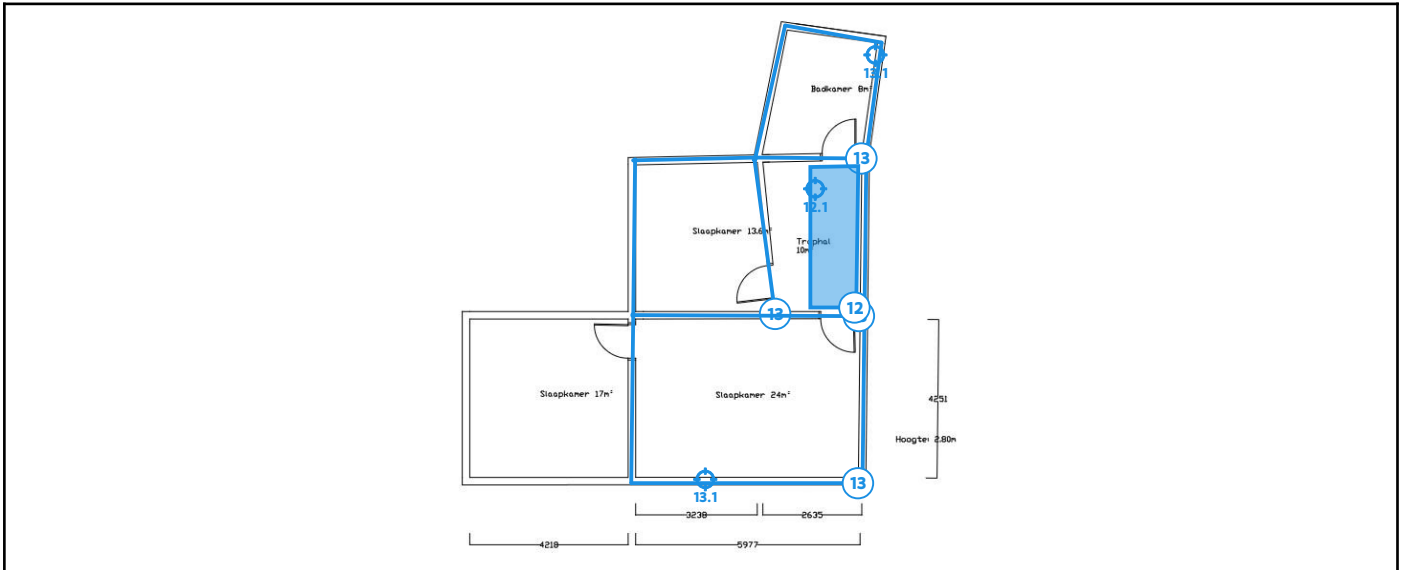 Badkamer 8m²
13.1
13
12.1
Slaapkamer 13.6m²
Traphal
10m²
12
13
Slaapkamer 17m²
Slaapkamer 24m²
4251
Hoogte: 2.80m
13
13.1
3238
2635
4218
5977